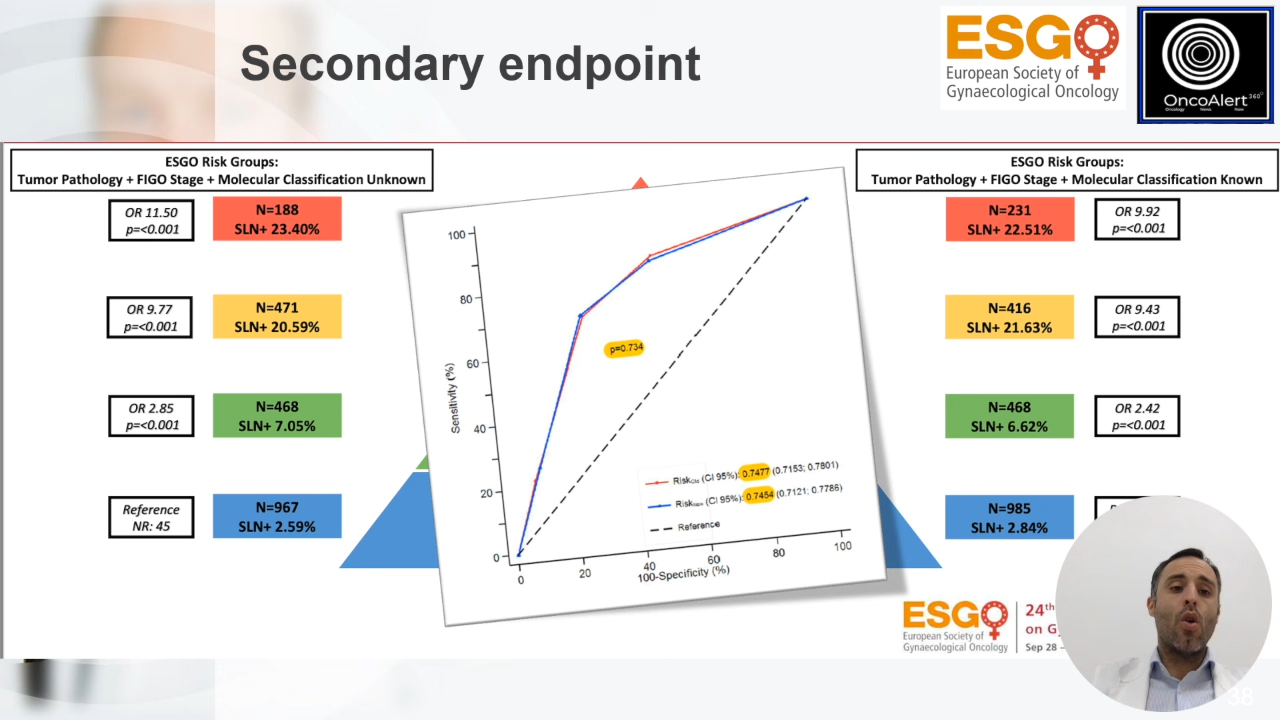 Secondary endpoint
ESGO
European Society of
Gynaecological Oncology
OncoAlert 360°
Oncology Noise Now
ESGO Risk Groups:
Tumor Pathology + FIGO Stage + Molecular Classification Unknown
OR 11.50
p=<0.001
N=188
SLN+ 23.40%
OR 9.77
p=<0.001
N=471
SLN+ 20.59%
OR 2.85
p=<0.001
N=468
SLN+ 7.05%
Reference
NR: 45
N=967
SLN+ 2.59%
100
80
60
40
20
0
Sensitivity (%)
p=0.734
Risk (CI 95%): 0.7477 (0.7153; 0.7801)
Risk (CI 95%): 0.7454 (0.7121; 0.7786)
Reference
0
20
40
60
80
100
100-Specificity (%)
ESGO Risk Groups:
Tumor Pathology + FIGO Stage + Molecular Classification Known
N=231
SLN+ 22.51%
OR 9.92
p=<0.001
N=416
SLN+ 21.63%
OR 9.43
p=<0.001
N=468
SLN+ 6.62%
OR 2.42
p=<0.001
N=985
SLN+ 2.84%
ESGO
European Society of
Gynaecological Oncology
24th
on G
Sep 28 –
38